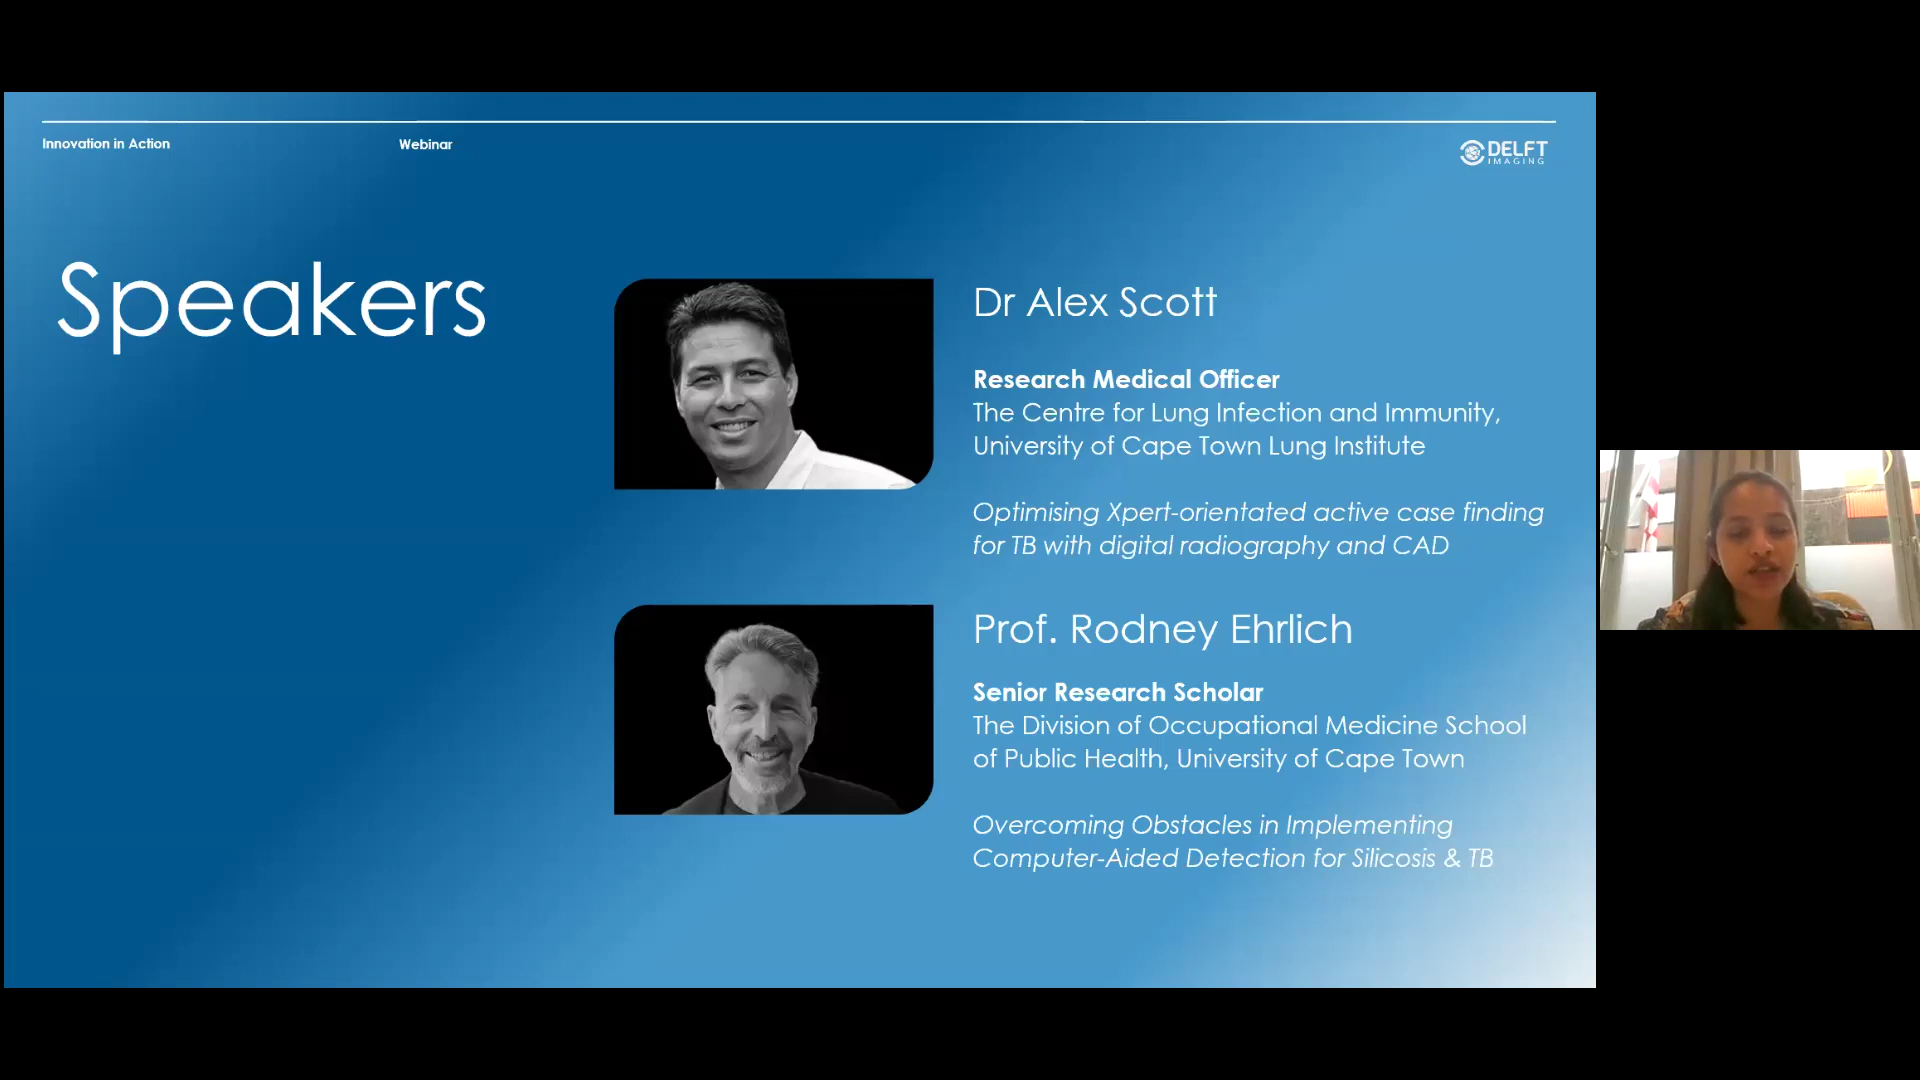 Innovation in Action
Webinar
DELFT
IMAGING
Speakers
Dr Alex Scott
Research Medical Officer
The Centre for Lung Infection and Immunity,
University of Cape Town Lung Institute
Optimising Xpert-orientated active case finding
for TB with digital radiography and CAD
Prof. Rodney Ehrlich
Senior Research Scholar
The Division of Occupational Medicine School
of Public Health, University of Cape Town
Overcoming Obstacles in Implementing
Computer-Aided Detection for Silicosis & TB